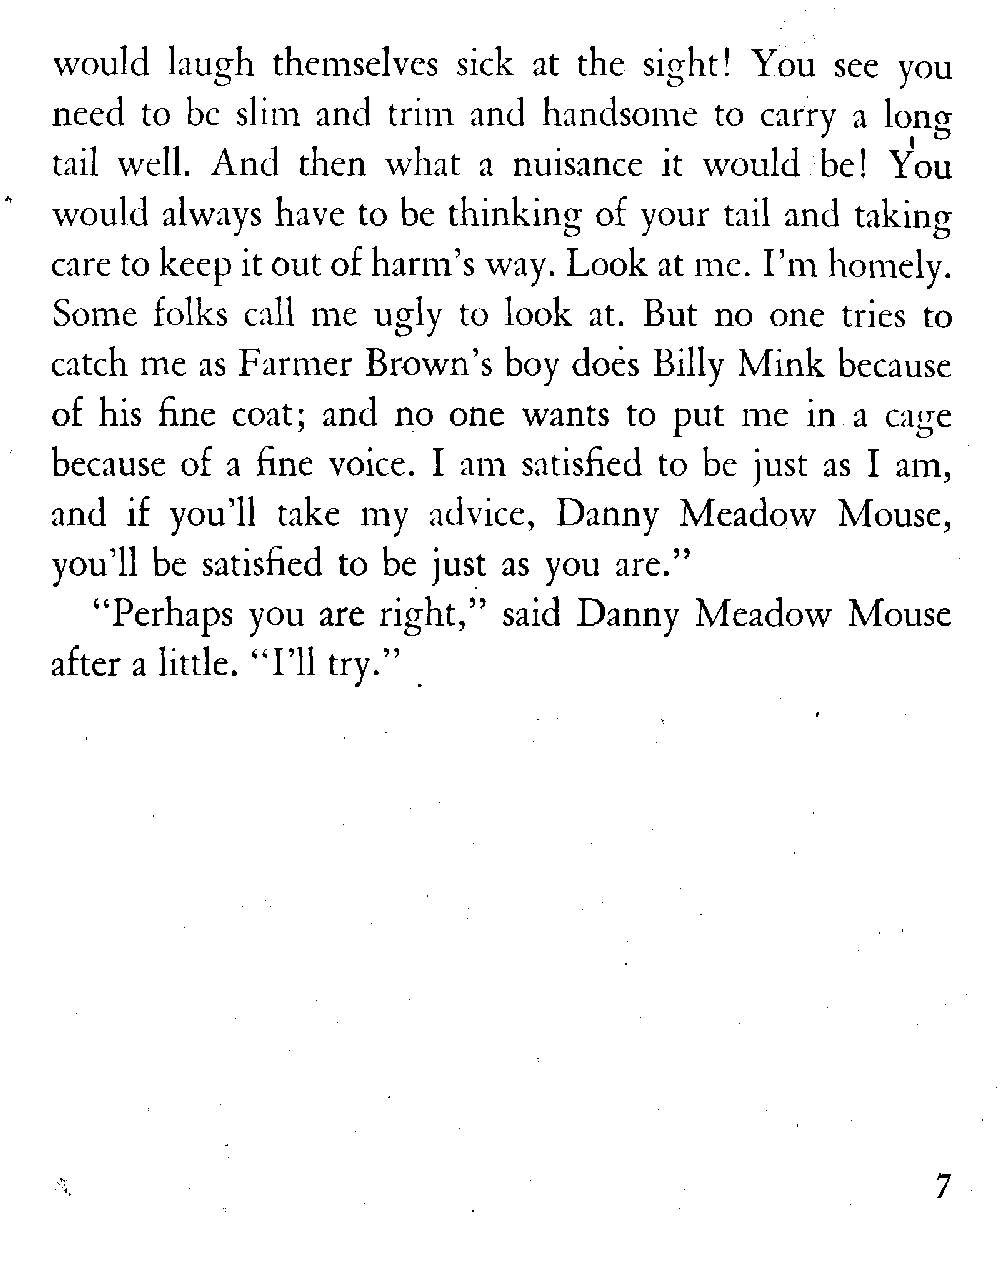 would laugh themselves sick at the sight! You see you
need to be slim and trim and handsome to carry a long
tail well. And then what a nuisance it would be! You
would always have to be thinking of your tail and taking
care to keep it out of harm's way. Look at me. I'm homely.
Some folks call me ugly to look at. But no one tries to
catch me as Farmer Brown's boy does Billy Mink because
of his fine coat; and no one wants to put me in a cage
because of a fine voice. I am satisfied to be just as I am,
and if you'll take my advice, Danny Meadow Mouse,
you'll be satisfied to be just as you are."
"Perhaps you are right," said Danny Meadow Mouse
after a little. "I'll try."
7